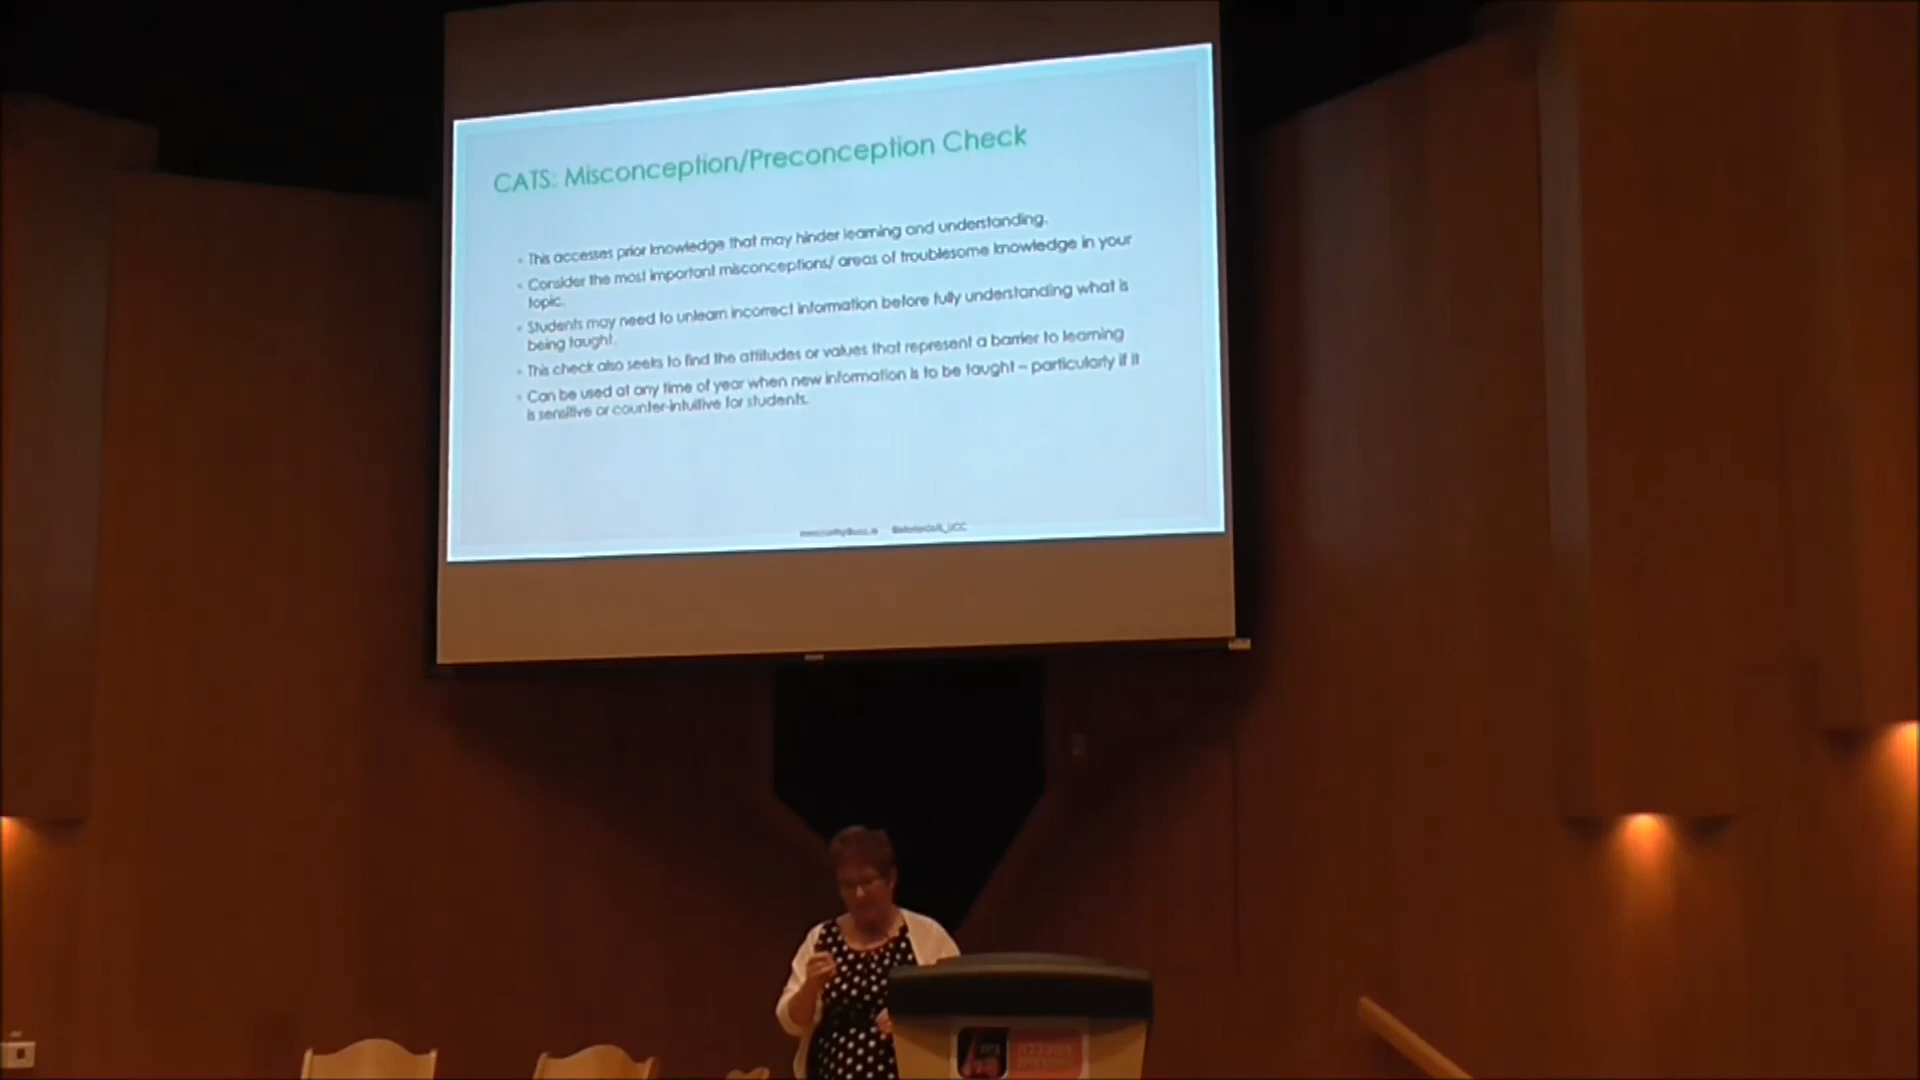 CATS: Misconception/Preconception Check
This accesses prior knowledge that may hinder learning and understanding.
Consider the most important misconceptions/ areas of troublesome knowledge in your
topic.
Students may need to unlearn incorrect information before fully understanding what is
being taught.
This check also seeks to find the attitudes or values that represent a barrier to learning
Can be used at any time of year when new information is to be taught – particularly if it
is sensitive or counter-intuitive for students.